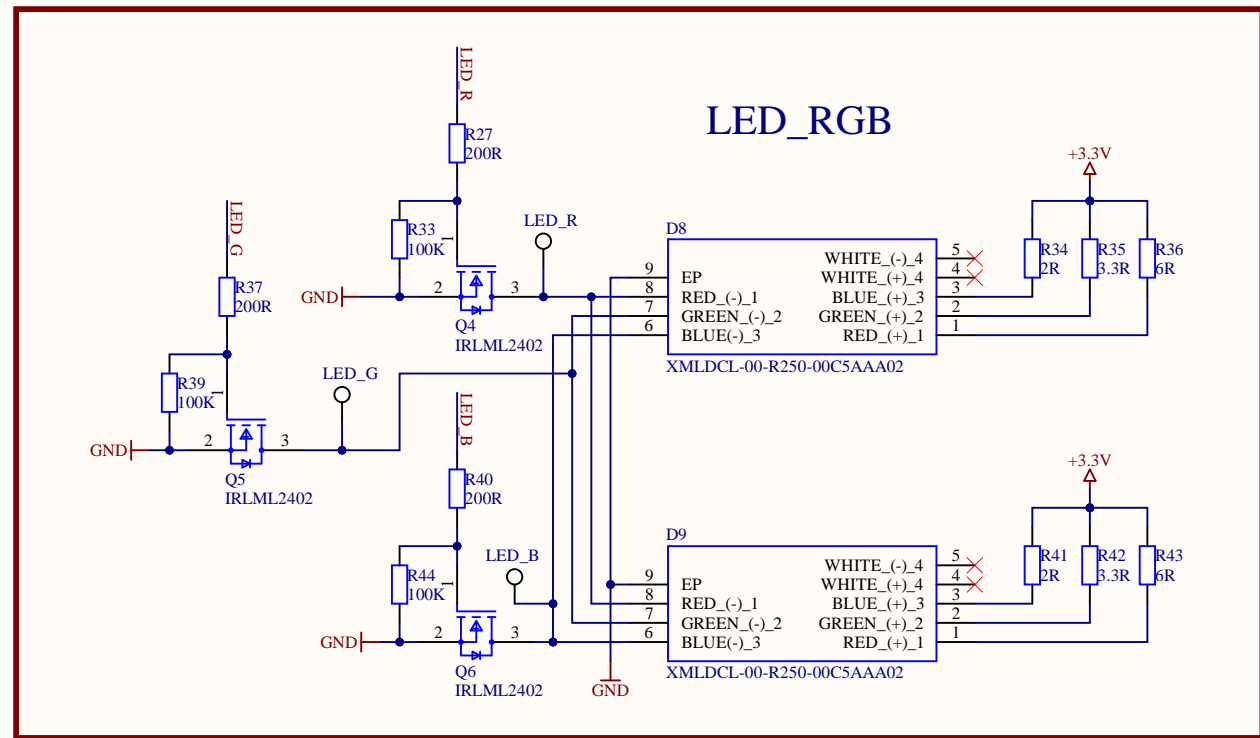 LED_RGB
LED_R
R27
200R
R33
100K
1
LED_R
GND
2
3
Q4
IRLML2402
LED_G
R37
200R
R39
100K
1
LED_G
GND
2
3
Q5
IRLML2402
LED_B
R40
200R
R44
100K
1
LED_B
GND
2
3
Q6
IRLML2402
D8
9 EP
8 RED_(-)_1
7 GREEN_(-)_2
6 BLUE(-)_3
WHITE_(-)_4 5
WHITE_(+)_4 4
BLUE_(+)_3 3
GREEN_(+)_2 2
RED_(+)_1 1
XMLDCL-00-R250-00C5AAA02
+3.3V
R34
2R
R35
3.3R
R36
6R
D9
9 EP
8 RED_(-)_1
7 GREEN_(-)_2
6 BLUE(-)_3
WHITE_(-)_4 5
WHITE_(+)_4 4
BLUE_(+)_3 3
GREEN_(+)_2 2
RED_(+)_1 1
XMLDCL-00-R250-00C5AAA02
GND
+3.3V
R41
2R
R42
3.3R
R43
6R